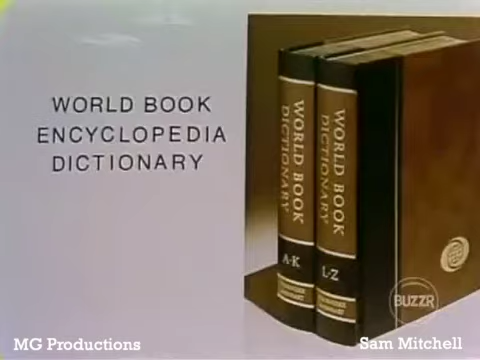 WORLD BOOK
ENCYCLOPEDIA
DICTIONARY
WORLD BOOK
DICTIONARY
A-K
WORLD BOOK
DICTIONARY
L-Z
BUZZR
MG Productions
Sam Mitchell